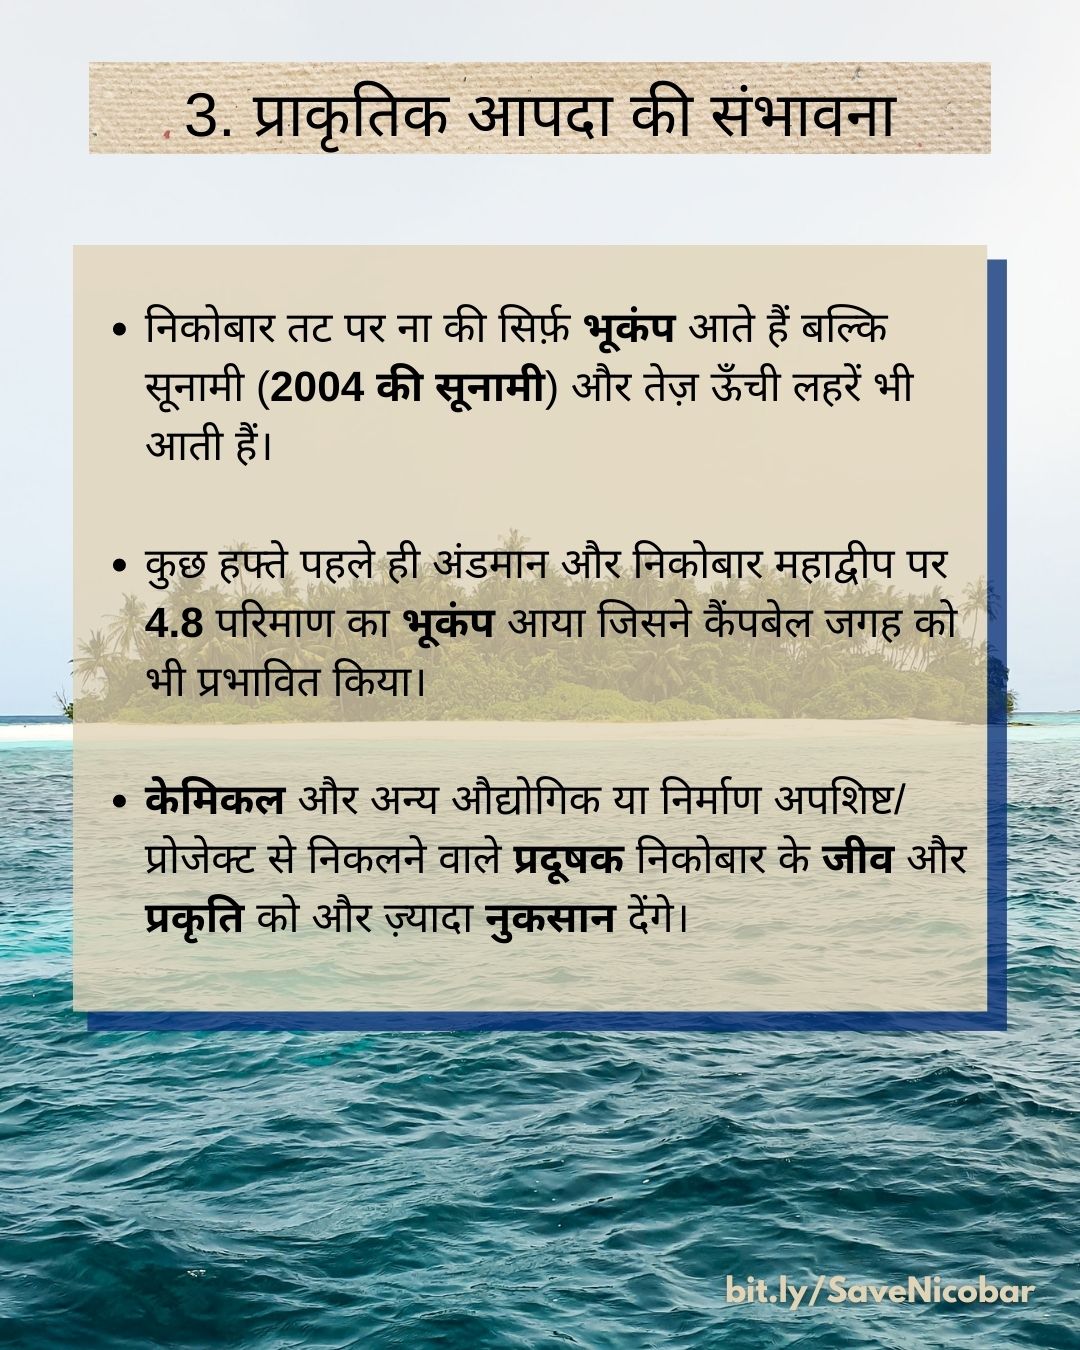 3. प्राकृतिक आपदा की संभावना
• निकोबार तट पर ना की सिर्फ़ भूकंप आते हैं बल्कि
सूनामी (2004 की सूनामी) और तेज़ ऊँची लहरें भी
आती हैं।
• कुछ हफ्ते पहले ही अंडमान और निकोबार महाद्वीप पर
4.8 परिमाण का भूकंप आया जिसने कैंपबेल जगह को
भी प्रभावित किया।
• केमिकल और अन्य औद्योगिक या निर्माण अपशिष्ट/
प्रोजेक्ट से निकलने वाले प्रदूषक निकोबार के जीव और
प्रकृति को और ज़्यादा नुकसान देंगे।
bit.ly/SaveNicobar